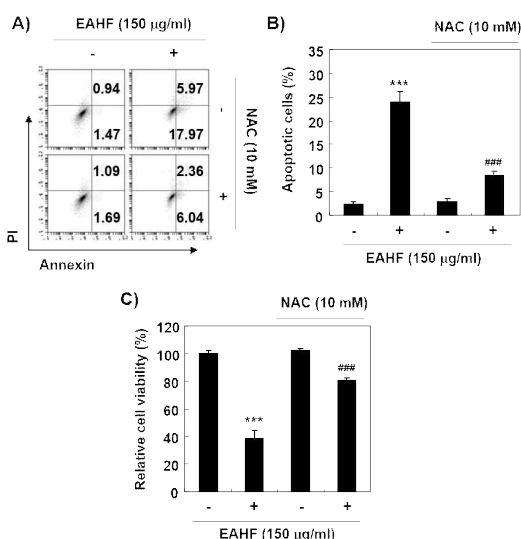 A)
EAHF (150 μg/ml)
- +
0.94 5.97
1.47 17.97
-
1.09 2.36
1.69 6.04
+
NAC (10 mM)
PI
Annexin
B)
NAC (10 mM)
Apoptotic cells (%)
35
30
25
20
15
10
5
0
***
###
- + - +
EAHF (150 μg/ml)
C)
NAC (10 mM)
Relative cell viability (%)
120
100
80
60
40
20
0
***
###
- + - +
EAHF (150 μg/ml)